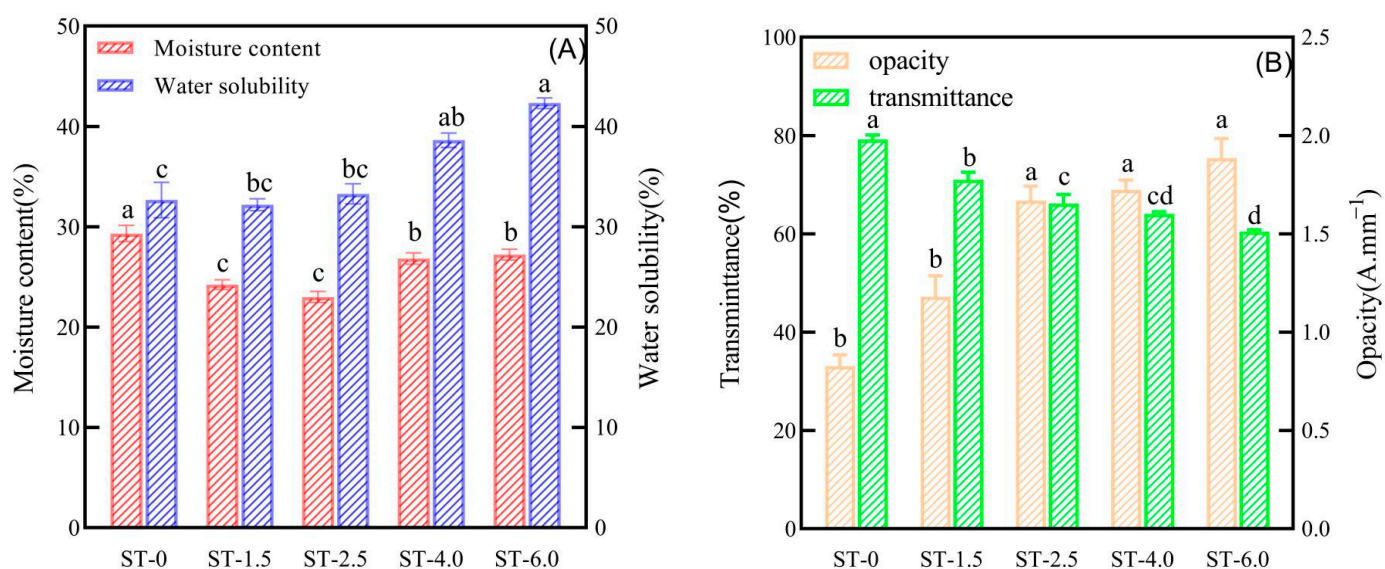 (A)
Moisture content
Water solubility
Moisture content(%)
50
40
30
20
10
0
a
c
c
bc
c
bc
b
ab
b
a
50
40
30
20
10
0
Water solubility(%)
ST-0 ST-1.5 ST-2.5 ST-4.0 ST-6.0
(B)
opacity
transmittance
Transmittance(%)
100
80
60
40
20
0
b
a
b
b
a
c
a
cd
a
d
2.5
2.0
1.5
1.0
0.5
0.0
Opacity(A.mm⁻¹)
ST-0 ST-1.5 ST-2.5 ST-4.0 ST-6.0